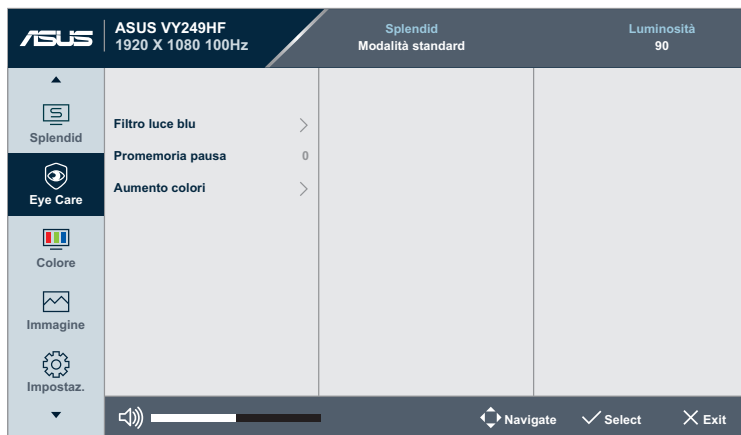 ASUS
ASUS VY249HF
1920 X 1080 100Hz
Splendid
Modalità standard
Luminosità
90
Splendid
Eye Care
Colore
Immagine
Impostaz.
Filtro luce blu
Promemoria pausa 0
Aumento colori
Navigate
Select
Exit